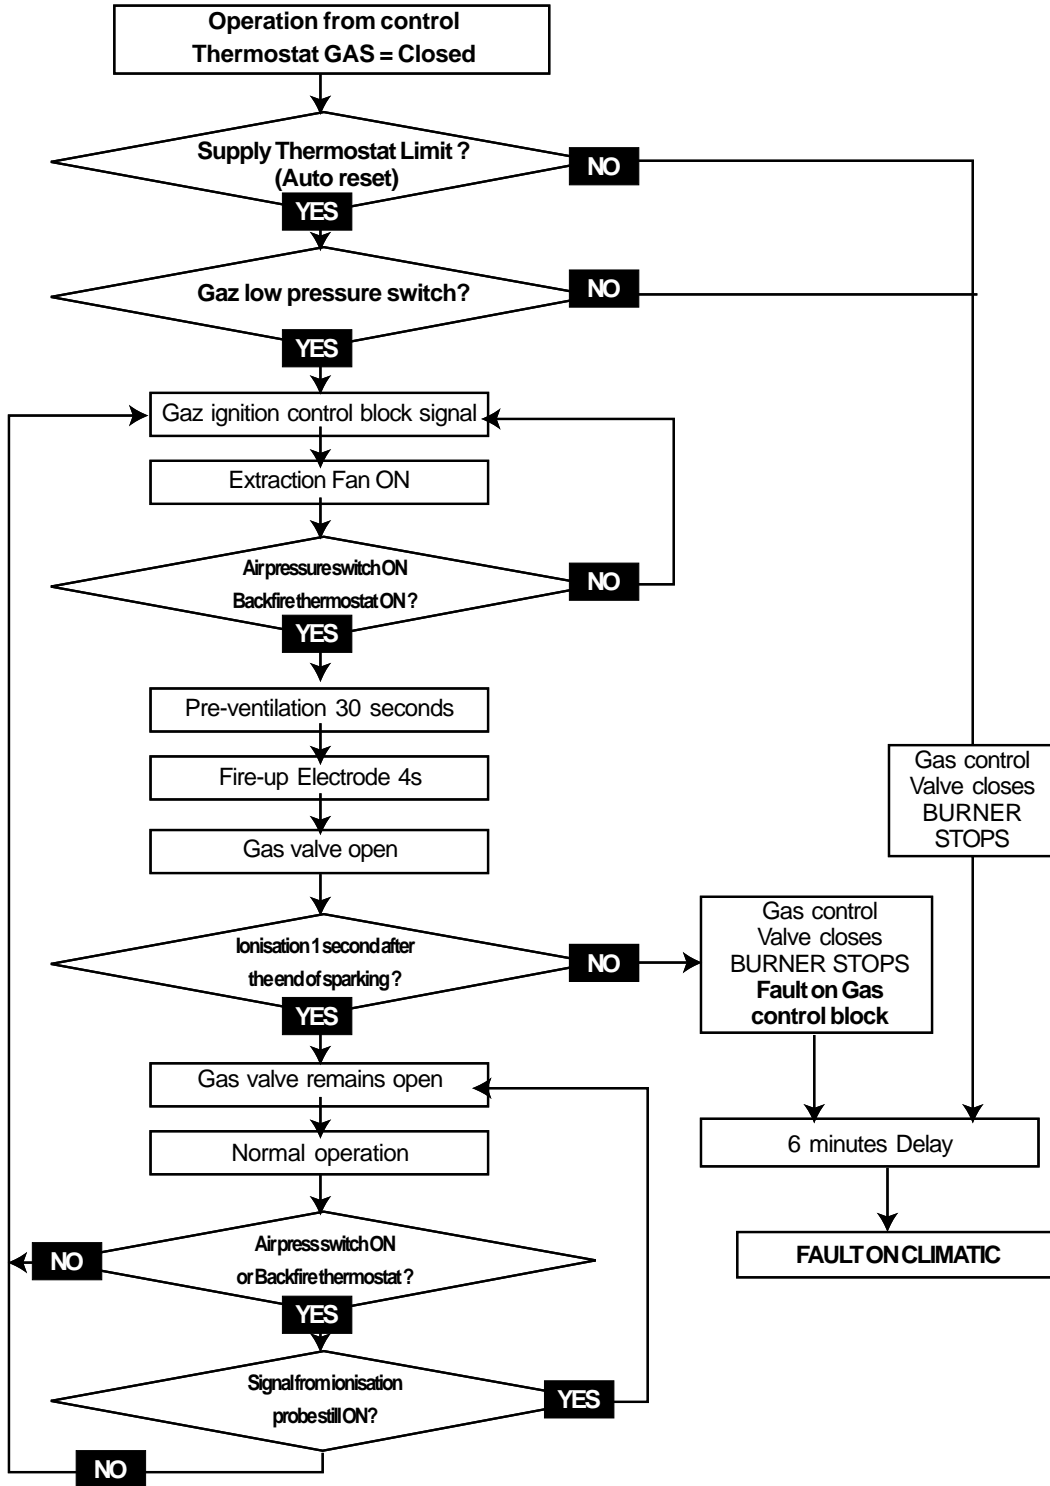 Operation from control
Thermostat GAS = Closed
Supply Thermostat Limit ?
(Auto reset)
NO
YES
Gaz low pressure switch?
NO
YES
Gaz ignition control block signal
Extraction Fan ON
Air pressure switch ON
Backfire thermostat ON ?
NO
YES
Pre-ventilation 30 seconds
Fire-up Electrode 4s
Gas valve open
Gas control
Valve closes
BURNER
STOPS
Ionisation 1 second after
the end of sparking ?
NO
YES
Gas control
Valve closes
BURNER STOPS
Fault on Gas
control block
Gas valve remains open
Normal operation
6 minutes Delay
Air press switch ON
or Backfire thermostat ?
NO
YES
FAULT ON CLIMATIC
Signal from ionisation
probe still ON?
YES
NO